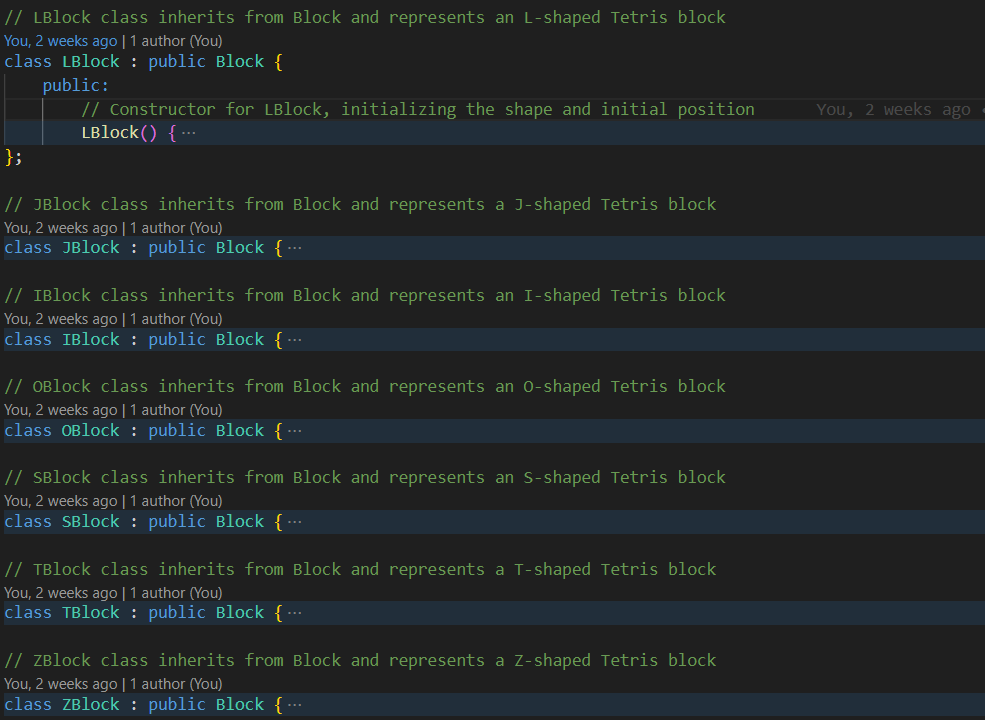 // LBlock class inherits from Block and represents an L-shaped Tetris block
You, 2 weeks ago | 1 author (You)
class LBlock : public Block {
public:
// Constructor for LBlock, initializing the shape and initial position You, 2 weeks ago
LBlock() { ···
};
// JBlock class inherits from Block and represents a J-shaped Tetris block
You, 2 weeks ago | 1 author (You)
class JBlock : public Block { ···
// IBlock class inherits from Block and represents an I-shaped Tetris block
You, 2 weeks ago | 1 author (You)
class IBlock : public Block { ···
// OBlock class inherits from Block and represents an O-shaped Tetris block
You, 2 weeks ago | 1 author (You)
class OBlock : public Block { ···
// SBlock class inherits from Block and represents an S-shaped Tetris block
You, 2 weeks ago | 1 author (You)
class SBlock : public Block { ···
// TBlock class inherits from Block and represents a T-shaped Tetris block
You, 2 weeks ago | 1 author (You)
class TBlock : public Block { ···
// ZBlock class inherits from Block and represents a Z-shaped Tetris block
You, 2 weeks ago | 1 author (You)
class ZBlock : public Block { ···